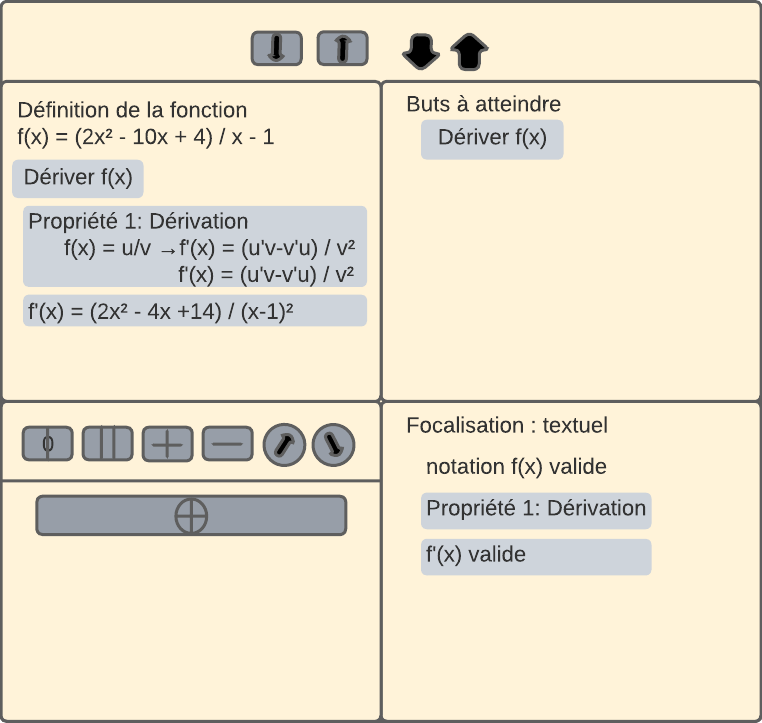 Définition de la fonction
f(x) = (2x² - 10x + 4) / x - 1
Dériver f(x)
Propriété 1: Dérivation
f(x) = u/v →f'(x) = (u'v-v'u) / v²
f'(x) = (u'v-v'u) / v²
f'(x) = (2x² - 4x +14) / (x-1)²
Buts à atteindre
Dériver f(x)
0
Focalisation : textuel
notation f(x) valide
Propriété 1: Dérivation
f'(x) valide